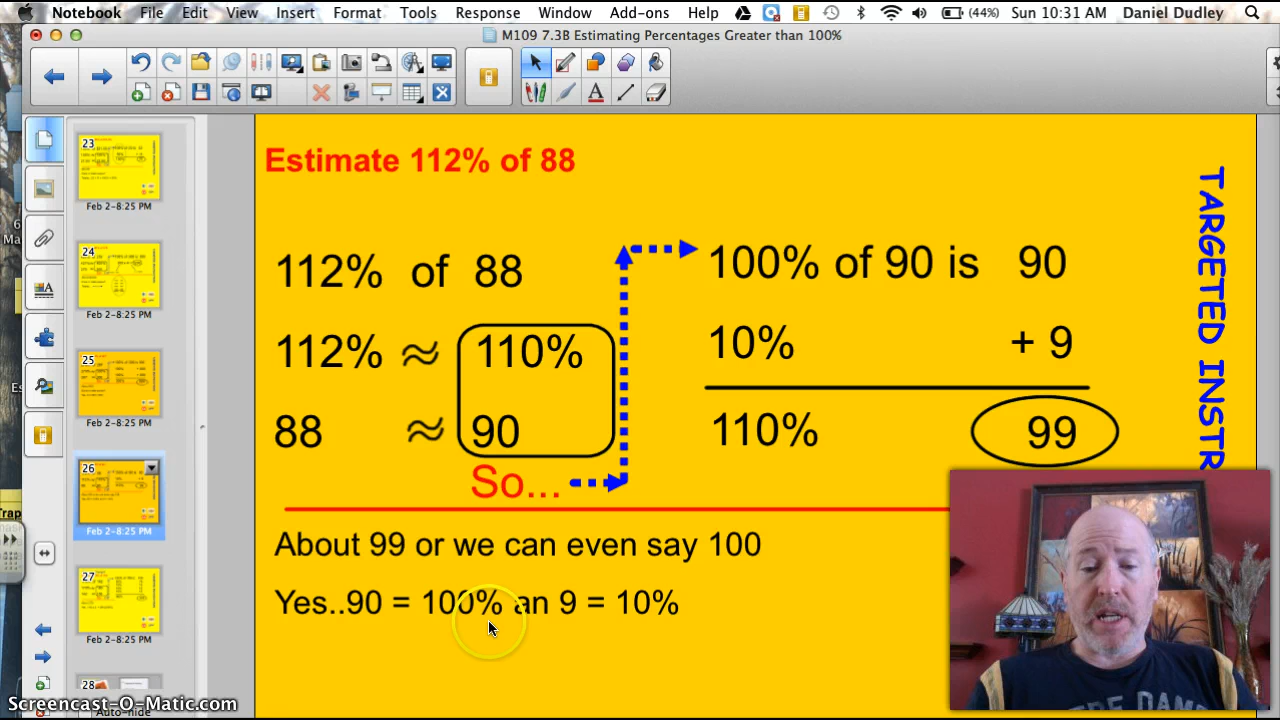 Notebook File Edit View Insert Format Tools Response Window Add-ons Help (44%) Sun 10:31 AM Daniel Dudley
M109 7.3B Estimating Percentages Greater than 100%
23
Feb 2-8:25 PM
24
Feb 2-8:25 PM
25
Feb 2-8:25 PM
26
Feb 2-8:25 PM
27
Feb 2-8:25 PM
28
Estimate 112% of 88
112% of 88
112% ≈ 110%
88 ≈ 90
So...
100% of 90 is 90
10% + 9
110% 99
About 99 or we can even say 100
Yes..90 = 100% an 9 = 10%
TARGETED INSTR
Trap
Auto-hide
Screencast-O-Matic.com